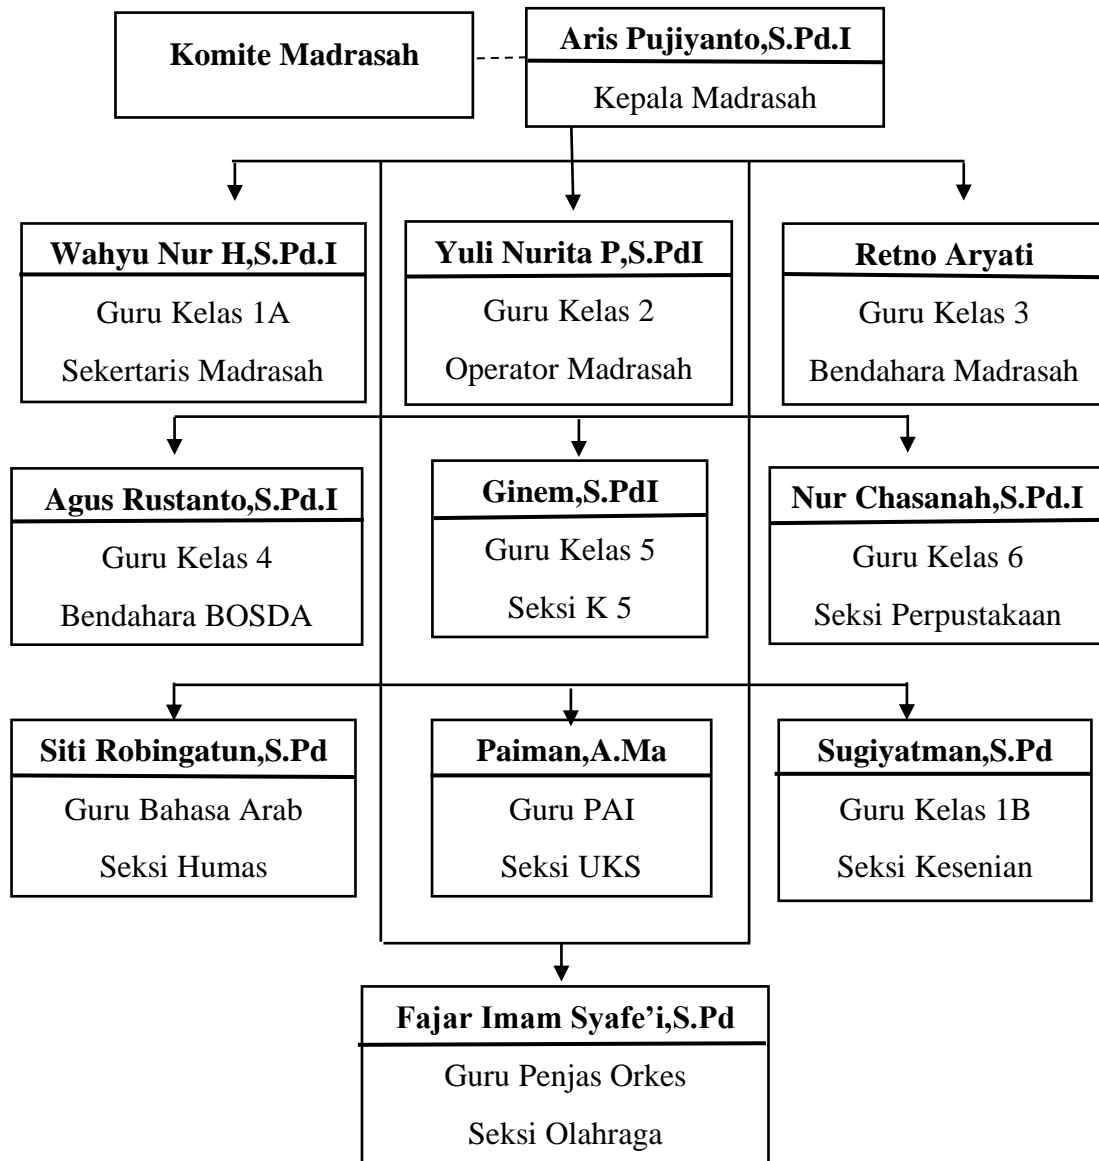 Komite Madrasah
Aris Pujiyanto,S.Pd.I
Kepala Madrasah
Wahyu Nur H,S.Pd.I
Guru Kelas 1A
Sekertaris Madrasah
Yuli Nurita P,S.PdI
Guru Kelas 2
Operator Madrasah
Retno Aryati
Guru Kelas 3
Bendahara Madrasah
Agus Rustanto,S.Pd.I
Guru Kelas 4
Bendahara BOSDA
Ginem,S.PdI
Guru Kelas 5
Seksi K 5
Nur Chasanah,S.Pd.I
Guru Kelas 6
Seksi Perpustakaan
Siti Robingatun,S.Pd
Guru Bahasa Arab
Seksi Humas
Paiman,A.Ma
Guru PAI
Seksi UKS
Sugiyatman,S.Pd
Guru Kelas 1B
Seksi Kesenian
Fajar Imam Syafe’i,S.Pd
Guru Penjas Orkes
Seksi Olahraga